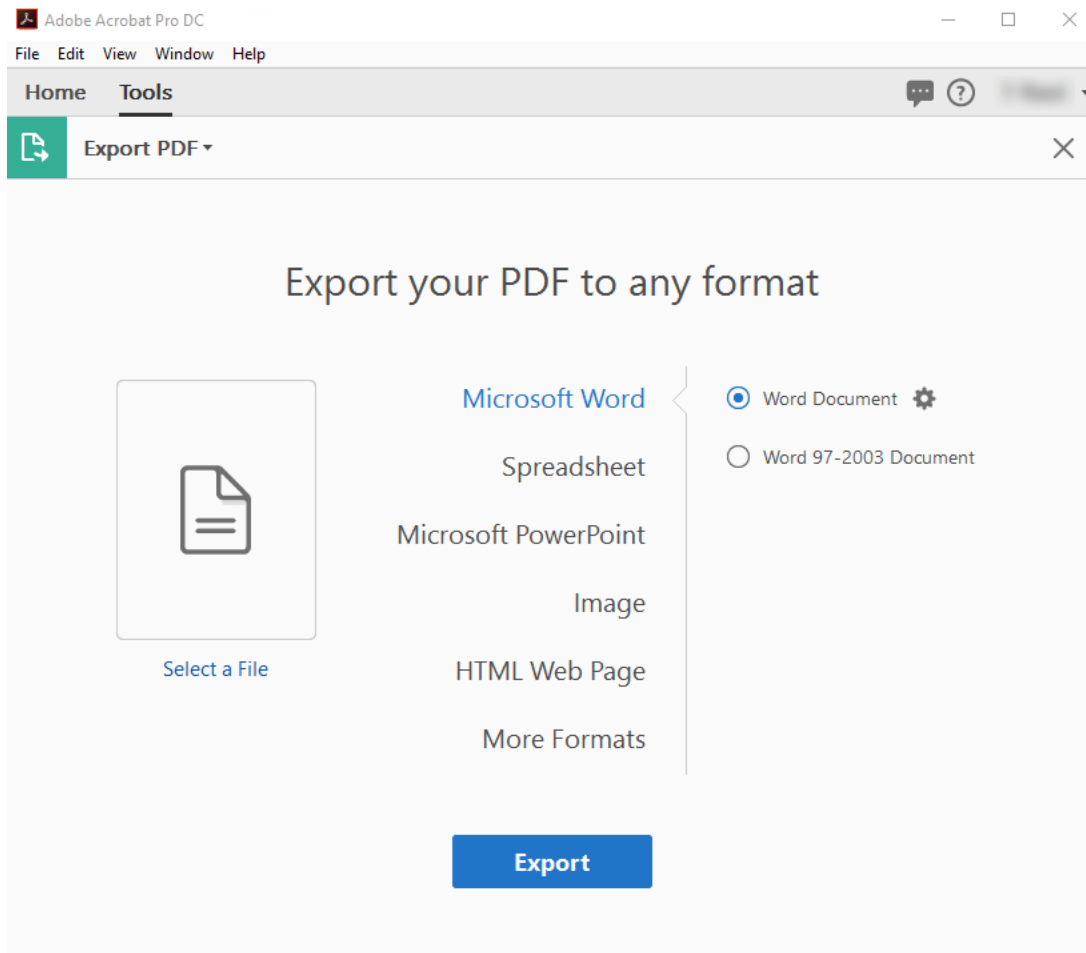 Adobe Acrobat Pro DC
File Edit View Window Help
Home Tools
Export PDF
Export your PDF to any format
Select a File
Microsoft Word
Spreadsheet
Microsoft PowerPoint
Image
HTML Web Page
More Formats
Word Document
Word 97-2003 Document
Export